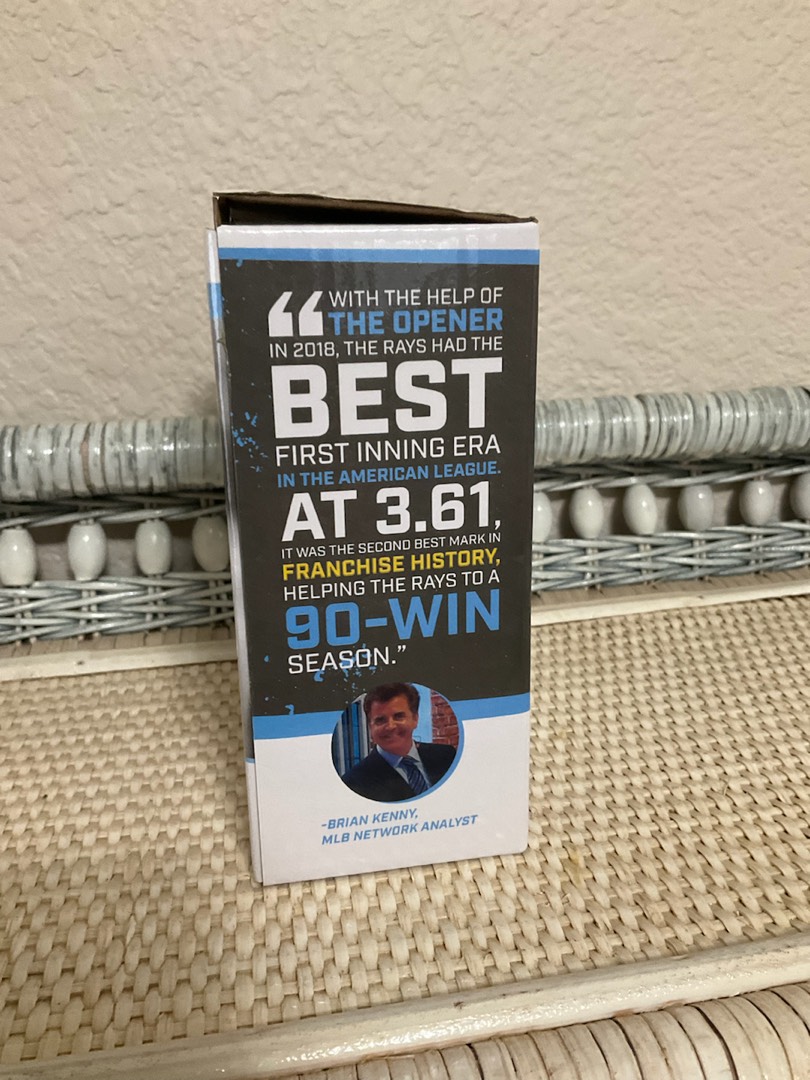 “ WITH THE HELP OF
THE OPENER
IN 2018, THE RAYS HAD THE
BEST
FIRST INNING ERA
IN THE AMERICAN LEAGUE.
AT 3.61,
IT WAS THE SECOND BEST MARK IN
FRANCHISE HISTORY,
HELPING THE RAYS TO A
90-WIN
SEASON.”
-BRIAN KENNY,
MLB NETWORK ANALYST